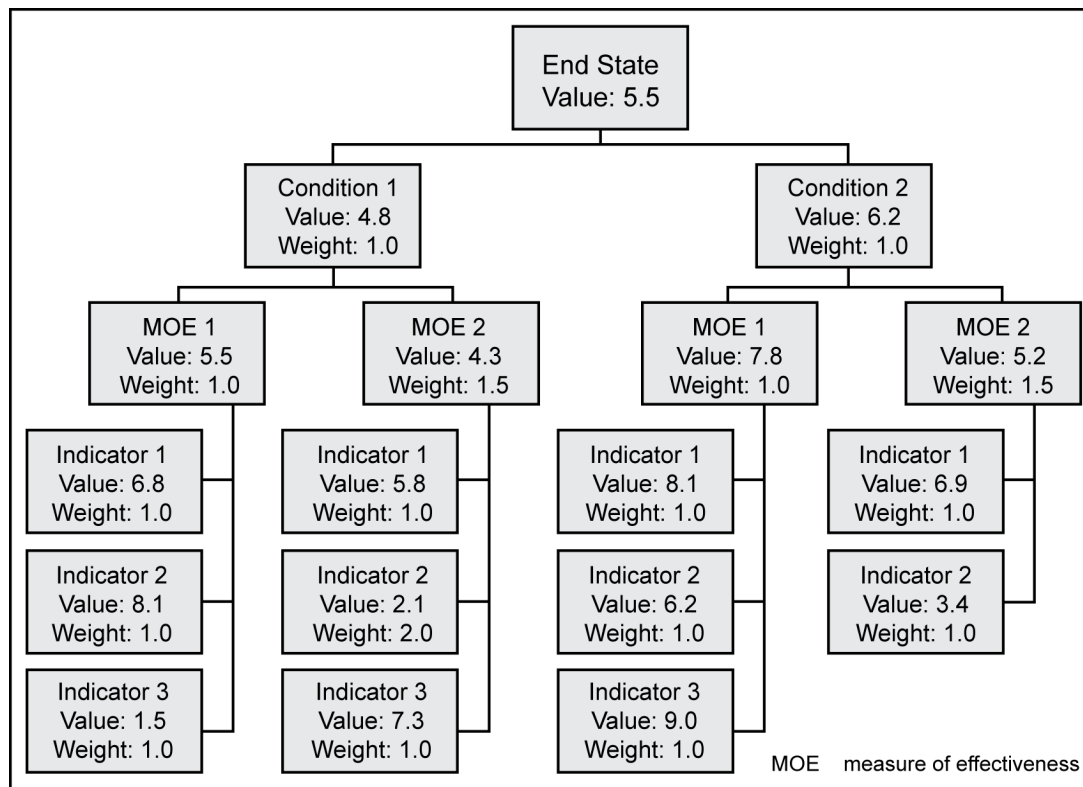 End State
Value: 5.5
Condition 1
Value: 4.8
Weight: 1.0
Condition 2
Value: 6.2
Weight: 1.0
MOE 1
Value: 5.5
Weight: 1.0
MOE 2
Value: 4.3
Weight: 1.5
MOE 1
Value: 7.8
Weight: 1.0
MOE 2
Value: 5.2
Weight: 1.5
Indicator 1
Value: 6.8
Weight: 1.0
Indicator 2
Value: 8.1
Weight: 1.0
Indicator 3
Value: 1.5
Weight: 1.0
Indicator 1
Value: 5.8
Weight: 1.0
Indicator 2
Value: 2.1
Weight: 2.0
Indicator 3
Value: 7.3
Weight: 1.0
Indicator 1
Value: 8.1
Weight: 1.0
Indicator 2
Value: 6.2
Weight: 1.0
Indicator 3
Value: 9.0
Weight: 1.0
Indicator 1
Value: 6.9
Weight: 1.0
Indicator 2
Value: 3.4
Weight: 1.0
MOE measure of effectiveness